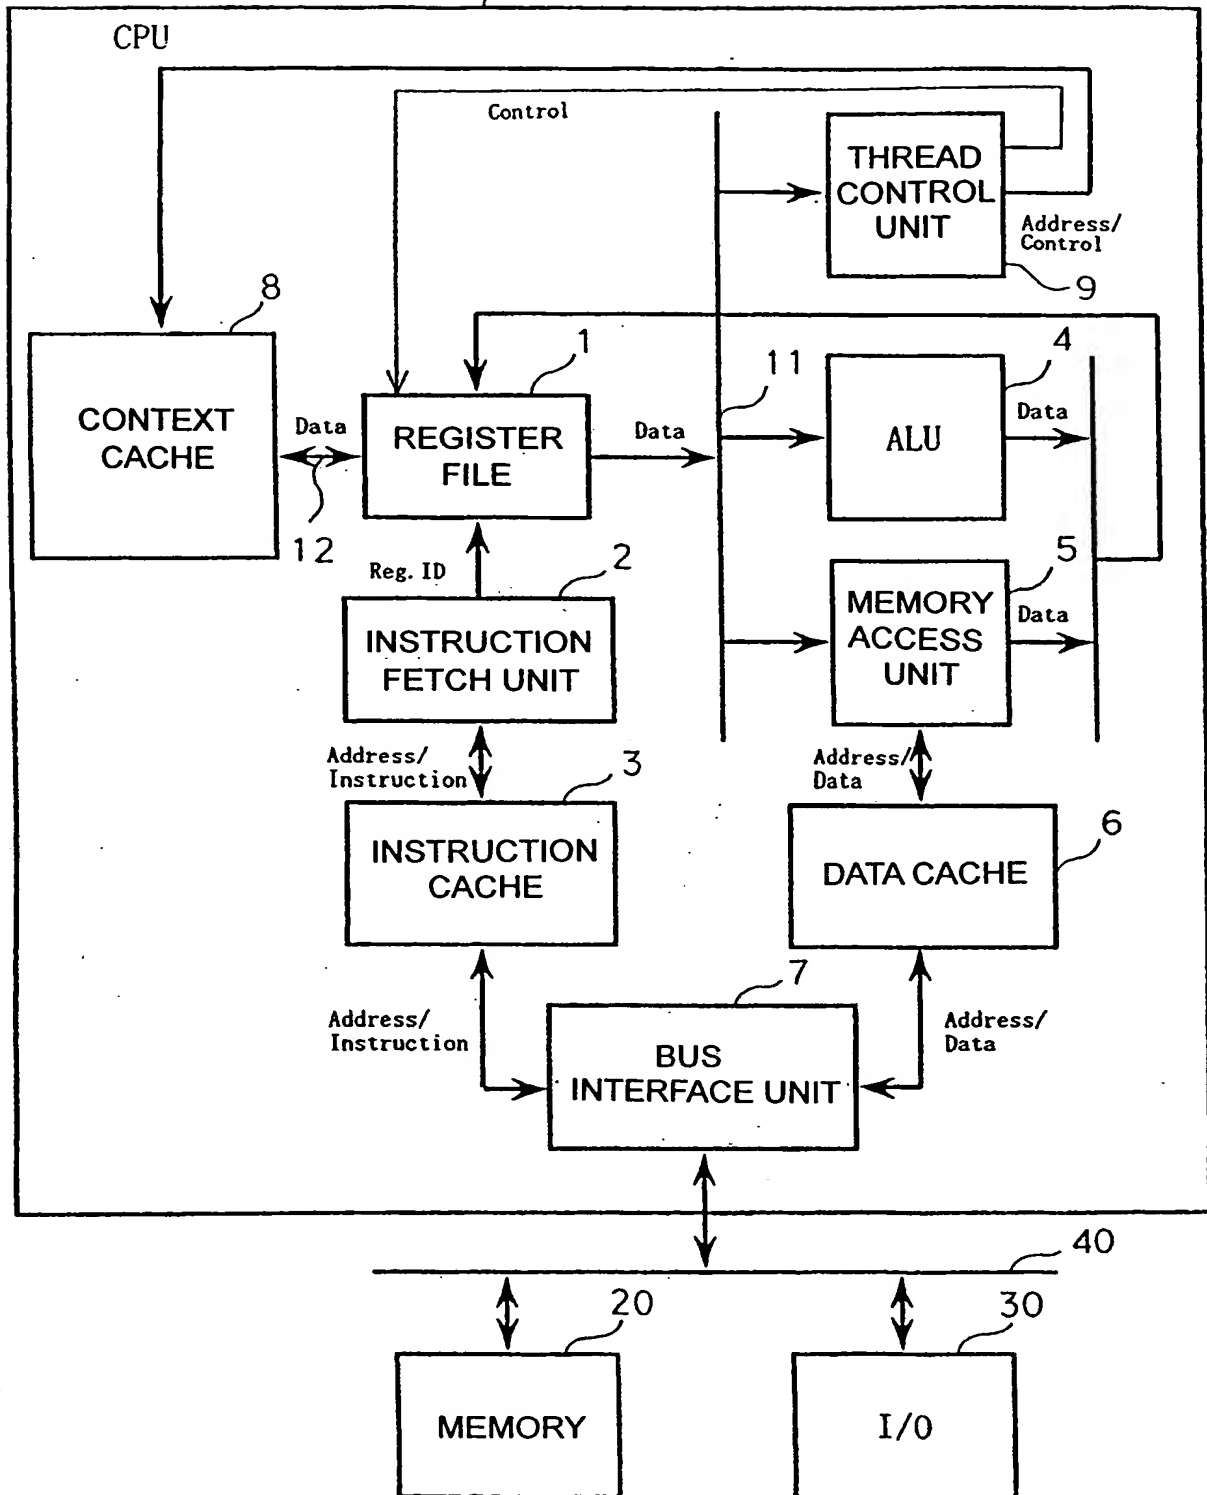 CPU
Control
THREAD
CONTROL
UNIT
Address/
Control
9
8
1
11
4
CONTEXT
CACHE
Data
12
REGISTER
FILE
Data
ALU
Data
Reg. ID
2
5
INSTRUCTION
FETCH UNIT
MEMORY
ACCESS
UNIT
Data
Address/
Instruction
3
Address/
Data
6
INSTRUCTION
CACHE
DATA CACHE
7
Address/
Instruction
BUS
INTERFACE UNIT
Address/
Data
40
20
30
MEMORY
I/O